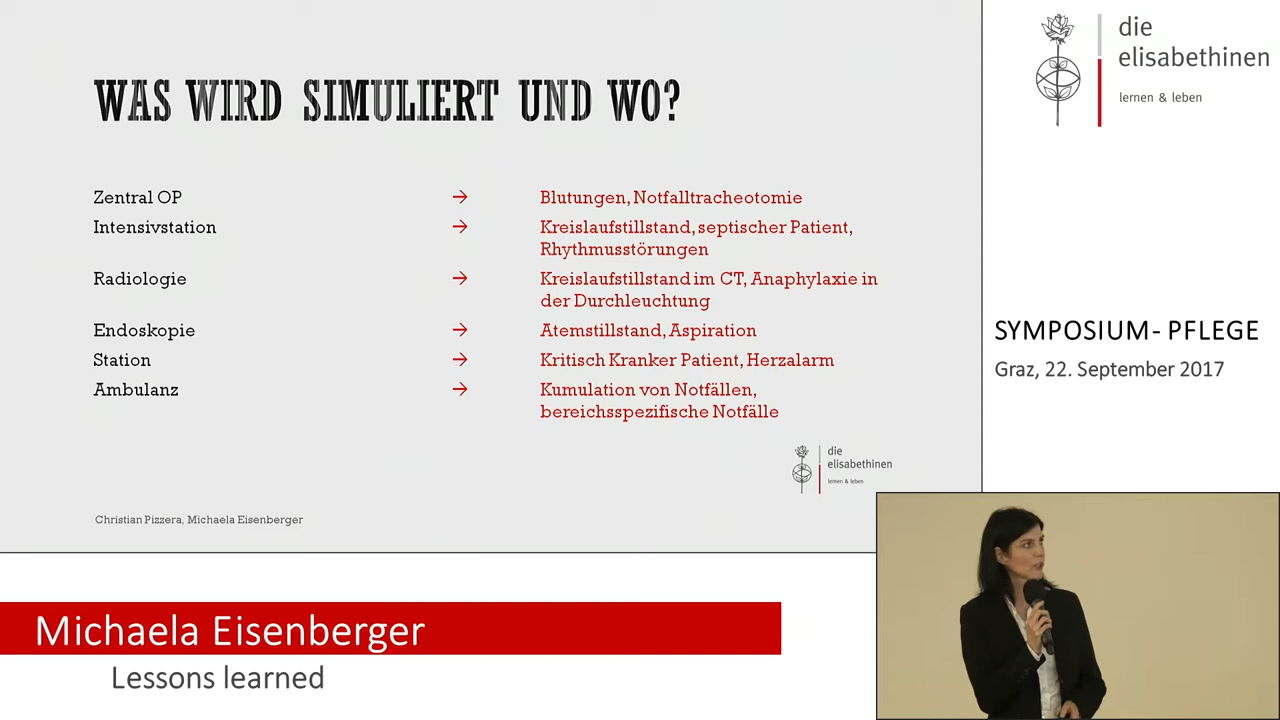 WAS WIRD SIMULIERT UND WO?
Zentral OP → Blutungen, Notfalltracheotomie
Intensivstation → Kreislaufstillstand, septischer Patient,
Rhythmusstörungen
Radiologie → Kreislaufstillstand im CT, Anaphylaxie in
der Durchleuchtung
Endoskopie → Atemstillstand, Aspiration
Station → Kritisch Kranker Patient, Herzalarm
Ambulanz → Kumulation von Notfällen,
bereichsspezifische Notfälle
die
elisabethinen
lernen & leben
Christian Pizzera, Michaela Eisenberger
die
elisabethinen
lernen & leben
SYMPOSIUM - PFLEGE
Graz, 22. September 2017
Michaela Eisenberger
Lessons learned